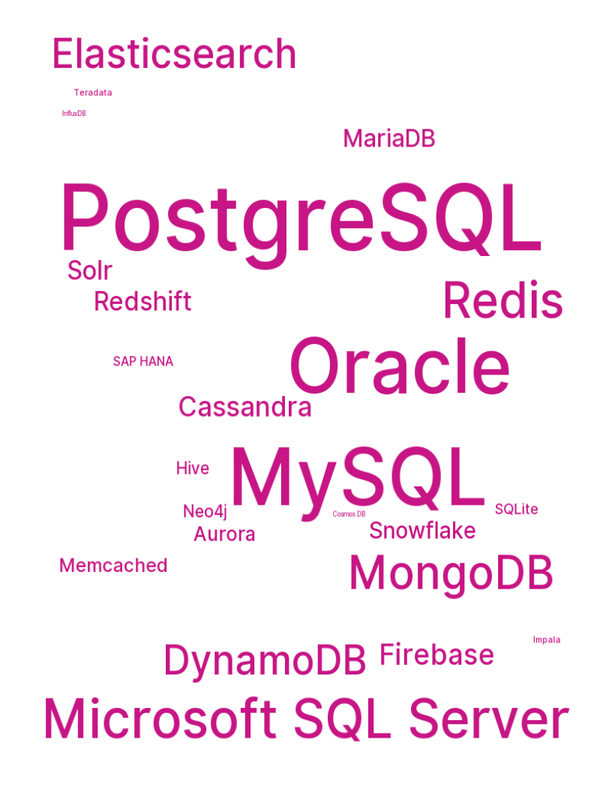 Elasticsearch
Teradata
InfluxDB
MariaDB
PostgreSQL
Solr
Redshift
Redis
Oracle
SAP HANA
Cassandra
Hive
MySQL
Neo4j
Cosmos DB
SQLite
Aurora
Snowflake
Memcached
MongoDB
Impala
DynamoDB
Firebase
Microsoft SQL Server